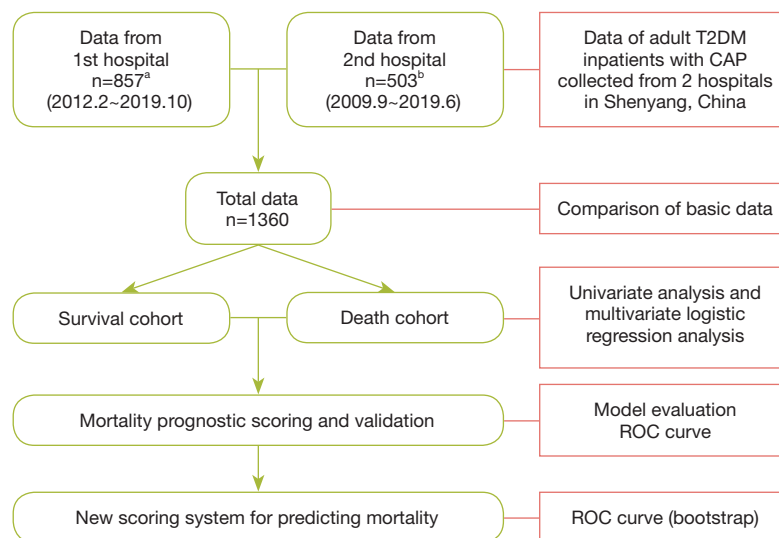 Data from
1st hospital
n=857ᵃ
(2012.2~2019.10)
Data from
2nd hospital
n=503ᵇ
(2009.9~2019.6)
Data of adult T2DM
inpatients with CAP
collected from 2 hospitals
in Shenyang, China
Total data
n=1360
Comparison of basic data
Survival cohort
Death cohort
Univariate analysis and
multivariate logistic
regression analysis
Mortality prognostic scoring and validation
Model evaluation
ROC curve
New scoring system for predicting mortality
ROC curve (bootstrap)